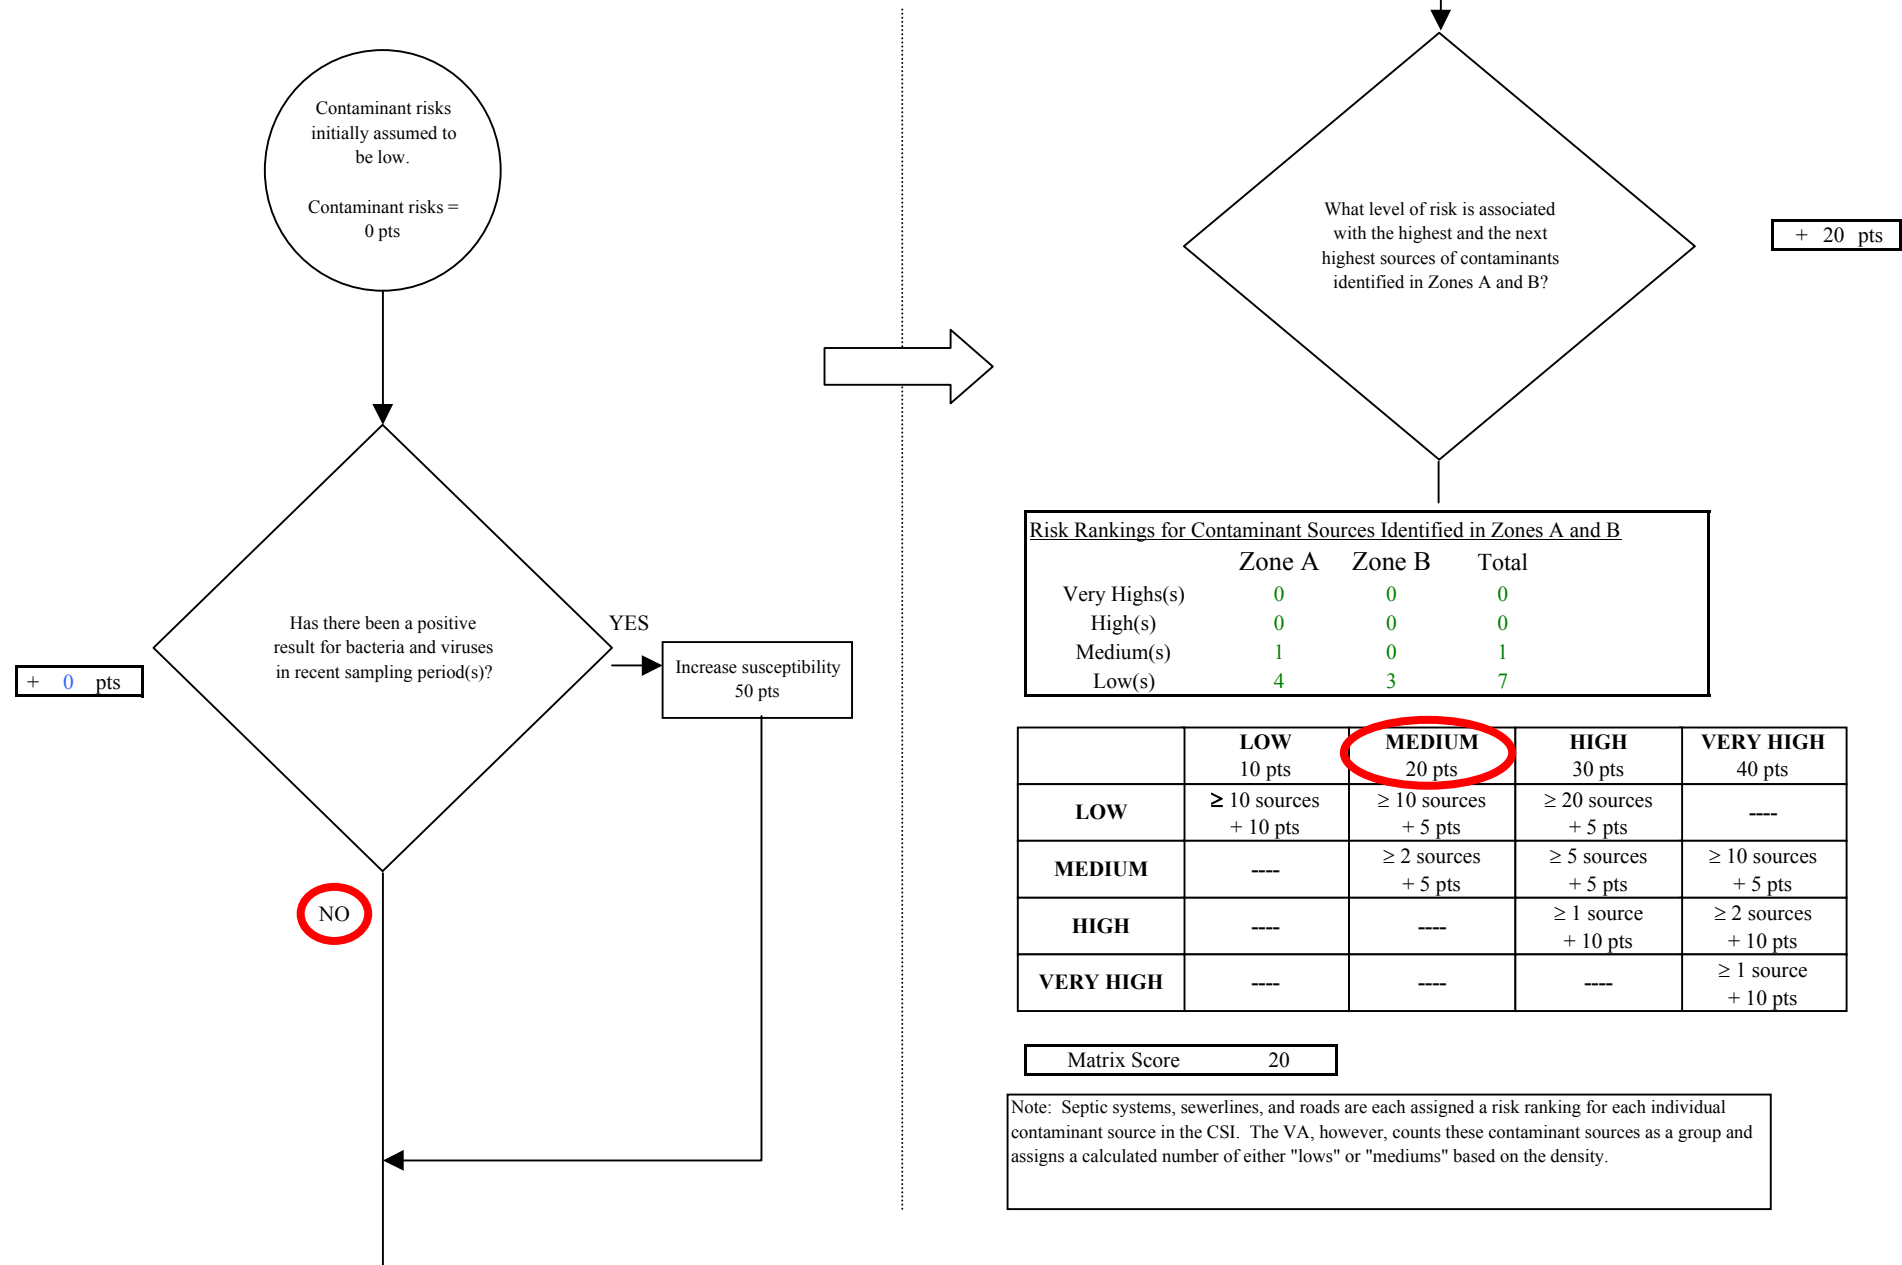 Contaminant risks
initially assumed to
be low.
Contaminant risks =
0 pts
Has there been a positive
result for bacteria and viruses
in recent sampling period(s)?
+ 0 pts
YES
Increase susceptibility
50 pts
NO
What level of risk is associated
with the highest and the next
highest sources of contaminants
identified in Zones A and B?
+ 20 pts
Risk Rankings for Contaminant Sources Identified in Zones A and B
Zone A Zone B Total
Very Highs(s) 0 0 0
High(s) 0 0 0
Medium(s) 1 0 1
Low(s) 4 3 7
LOW MEDIUM HIGH VERY HIGH
10 pts 20 pts 30 pts 40 pts
LOW ≥ 10 sources ≥ 10 sources ≥ 20 sources ----
+ 10 pts + 5 pts + 5 pts
MEDIUM ---- ≥ 2 sources ≥ 5 sources ≥ 10 sources
+ 5 pts + 5 pts + 5 pts
HIGH ---- ---- ≥ 1 source ≥ 2 sources
+ 10 pts + 10 pts
VERY HIGH ---- ---- ---- ≥ 1 source
+ 10 pts
Matrix Score 20
Note: Septic systems, sewerlines, and roads are each assigned a risk ranking for each individual
contaminant source in the CSI. The VA, however, counts these contaminant sources as a group and
assigns a calculated number of either "lows" or "mediums" based on the density.